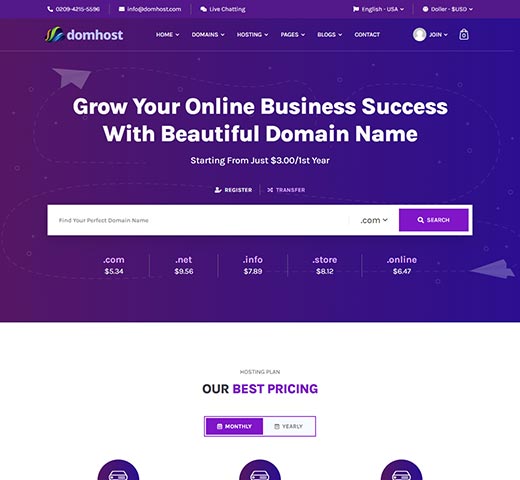 0209-4215-5596 info@domhost.com Live Chatting English - USA Doller - $USD
domhost HOME DOMAINS HOSTING PAGES BLOGS CONTACT JOIN 0
Grow Your Online Business Success
With Beautiful Domain Name
Starting From Just $3.00/1st Year
REGISTER TRANSFER
Find Your Perfect Domain Name .com SEARCH
.com .net .info .store .online
$5.34 $9.56 $7.89 $8.12 $6.47
HOSTING PLAN
OUR BEST PRICING
MONTHLY YEARLY